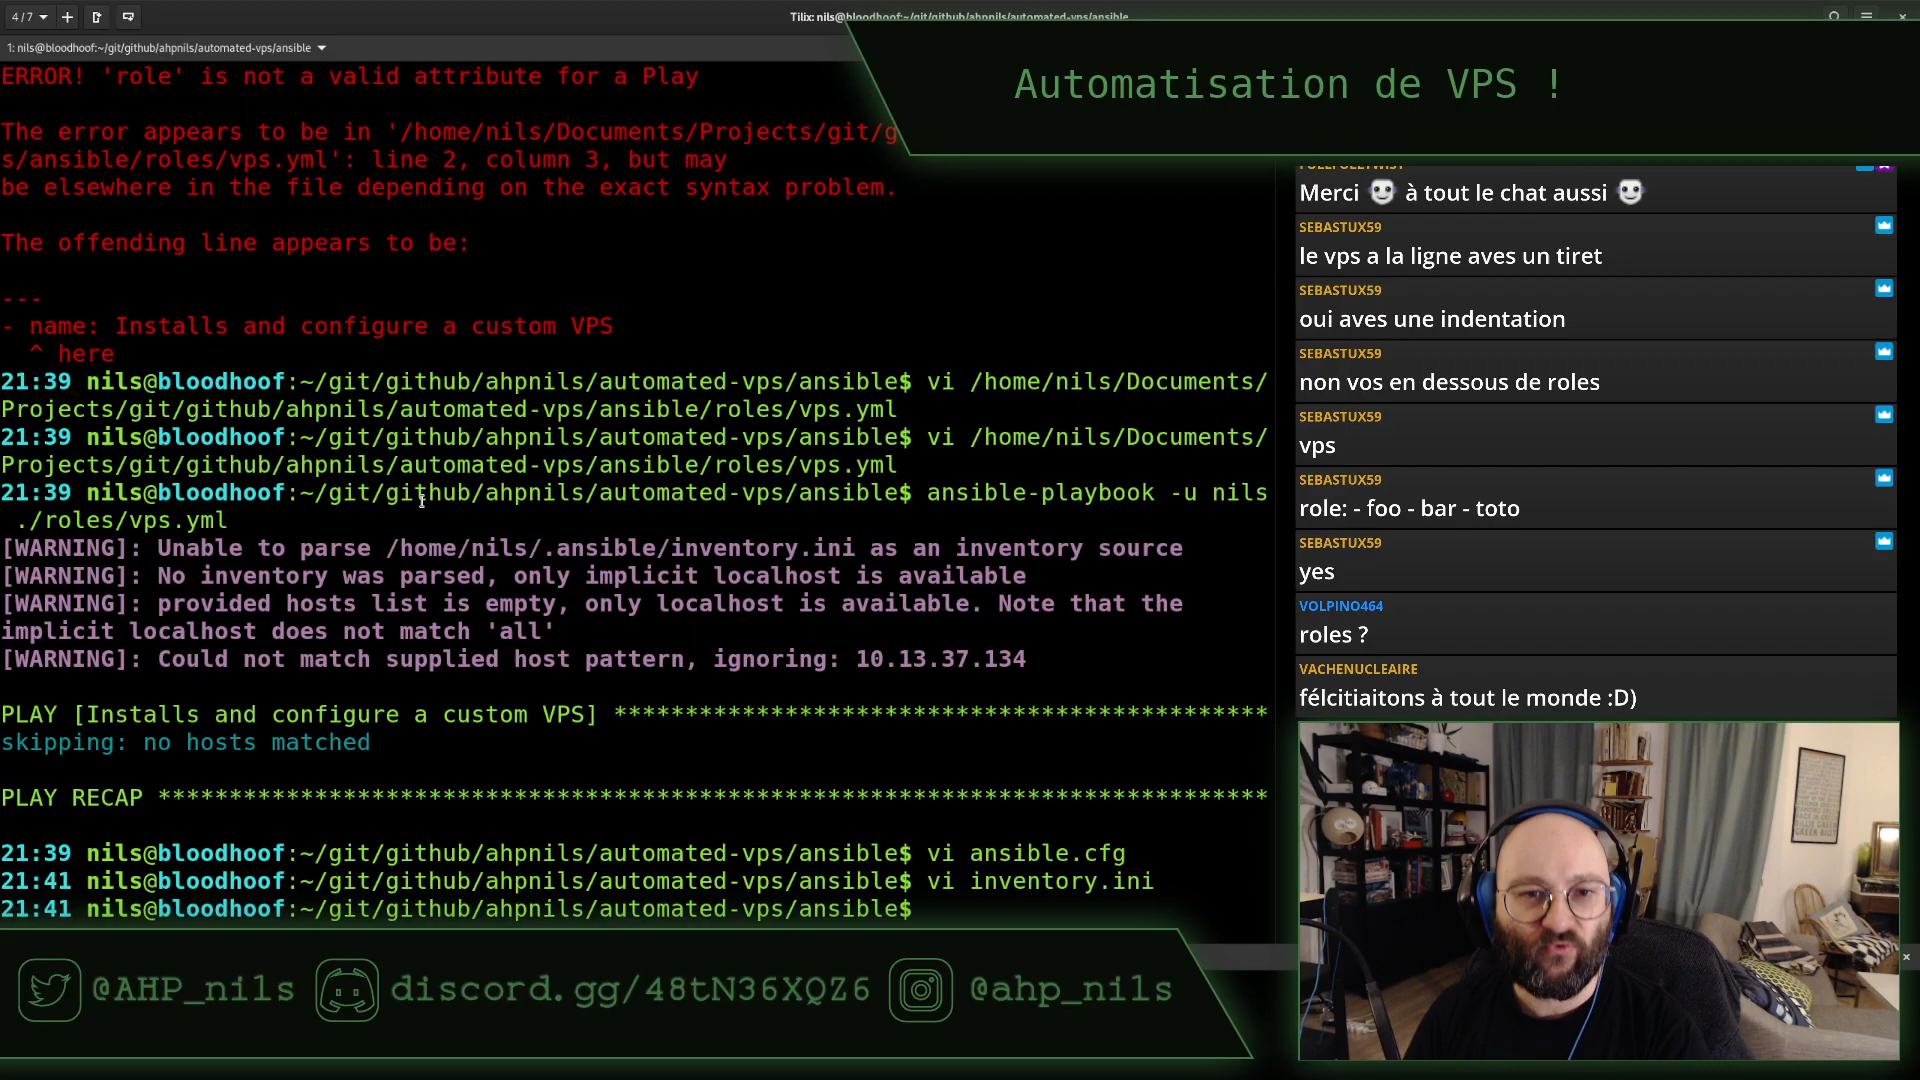 4 / 7
Tilix: nils@bloodhoof:~/git/github/ahpnils/automated-vps/ansible
1: nils@bloodhoof:~/git/github/ahpnils/automated-vps/ansible
Automatisation de VPS !
ERROR! 'role' is not a valid attribute for a Play
The error appears to be in '/home/nils/Documents/Projects/git/g
s/ansible/roles/vps.yml': line 2, column 3, but may
be elsewhere in the file depending on the exact syntax problem.
The offending line appears to be:
---
- name: Installs and configure a custom VPS
^ here
21:39 nils@bloodhoof:~/git/github/ahpnils/automated-vps/ansible$ vi /home/nils/Documents/
Projects/git/github/ahpnils/automated-vps/ansible/roles/vps.yml
21:39 nils@bloodhoof:~/git/github/ahpnils/automated-vps/ansible$ vi /home/nils/Documents/
Projects/git/github/ahpnils/automated-vps/ansible/roles/vps.yml
21:39 nils@bloodhoof:~/git/github/ahpnils/automated-vps/ansible$ ansible-playbook -u nils
./roles/vps.yml
[WARNING]: Unable to parse /home/nils/.ansible/inventory.ini as an inventory source
[WARNING]: No inventory was parsed, only implicit localhost is available
[WARNING]: provided hosts list is empty, only localhost is available. Note that the
implicit localhost does not match 'all'
[WARNING]: Could not match supplied host pattern, ignoring: 10.13.37.134
PLAY [Installs and configure a custom VPS] **********************************************
skipping: no hosts matched
PLAY RECAP ******************************************************************************
21:39 nils@bloodhoof:~/git/github/ahpnils/automated-vps/ansible$ vi ansible.cfg
21:41 nils@bloodhoof:~/git/github/ahpnils/automated-vps/ansible$ vi inventory.ini
21:41 nils@bloodhoof:~/git/github/ahpnils/automated-vps/ansible$
Merci à tout le chat aussi
SEBASTUX59
le vps a la ligne aves un tiret
SEBASTUX59
oui aves une indentation
SEBASTUX59
non vos en dessous de roles
SEBASTUX59
vps
SEBASTUX59
role: - foo - bar - toto
SEBASTUX59
yes
VOLPINO464
roles ?
VACHENUCLEAIRE
félcitiaitons à tout le monde :D)
@AHP_nils
discord.gg/48tN36XQZ6
@ahp_nils